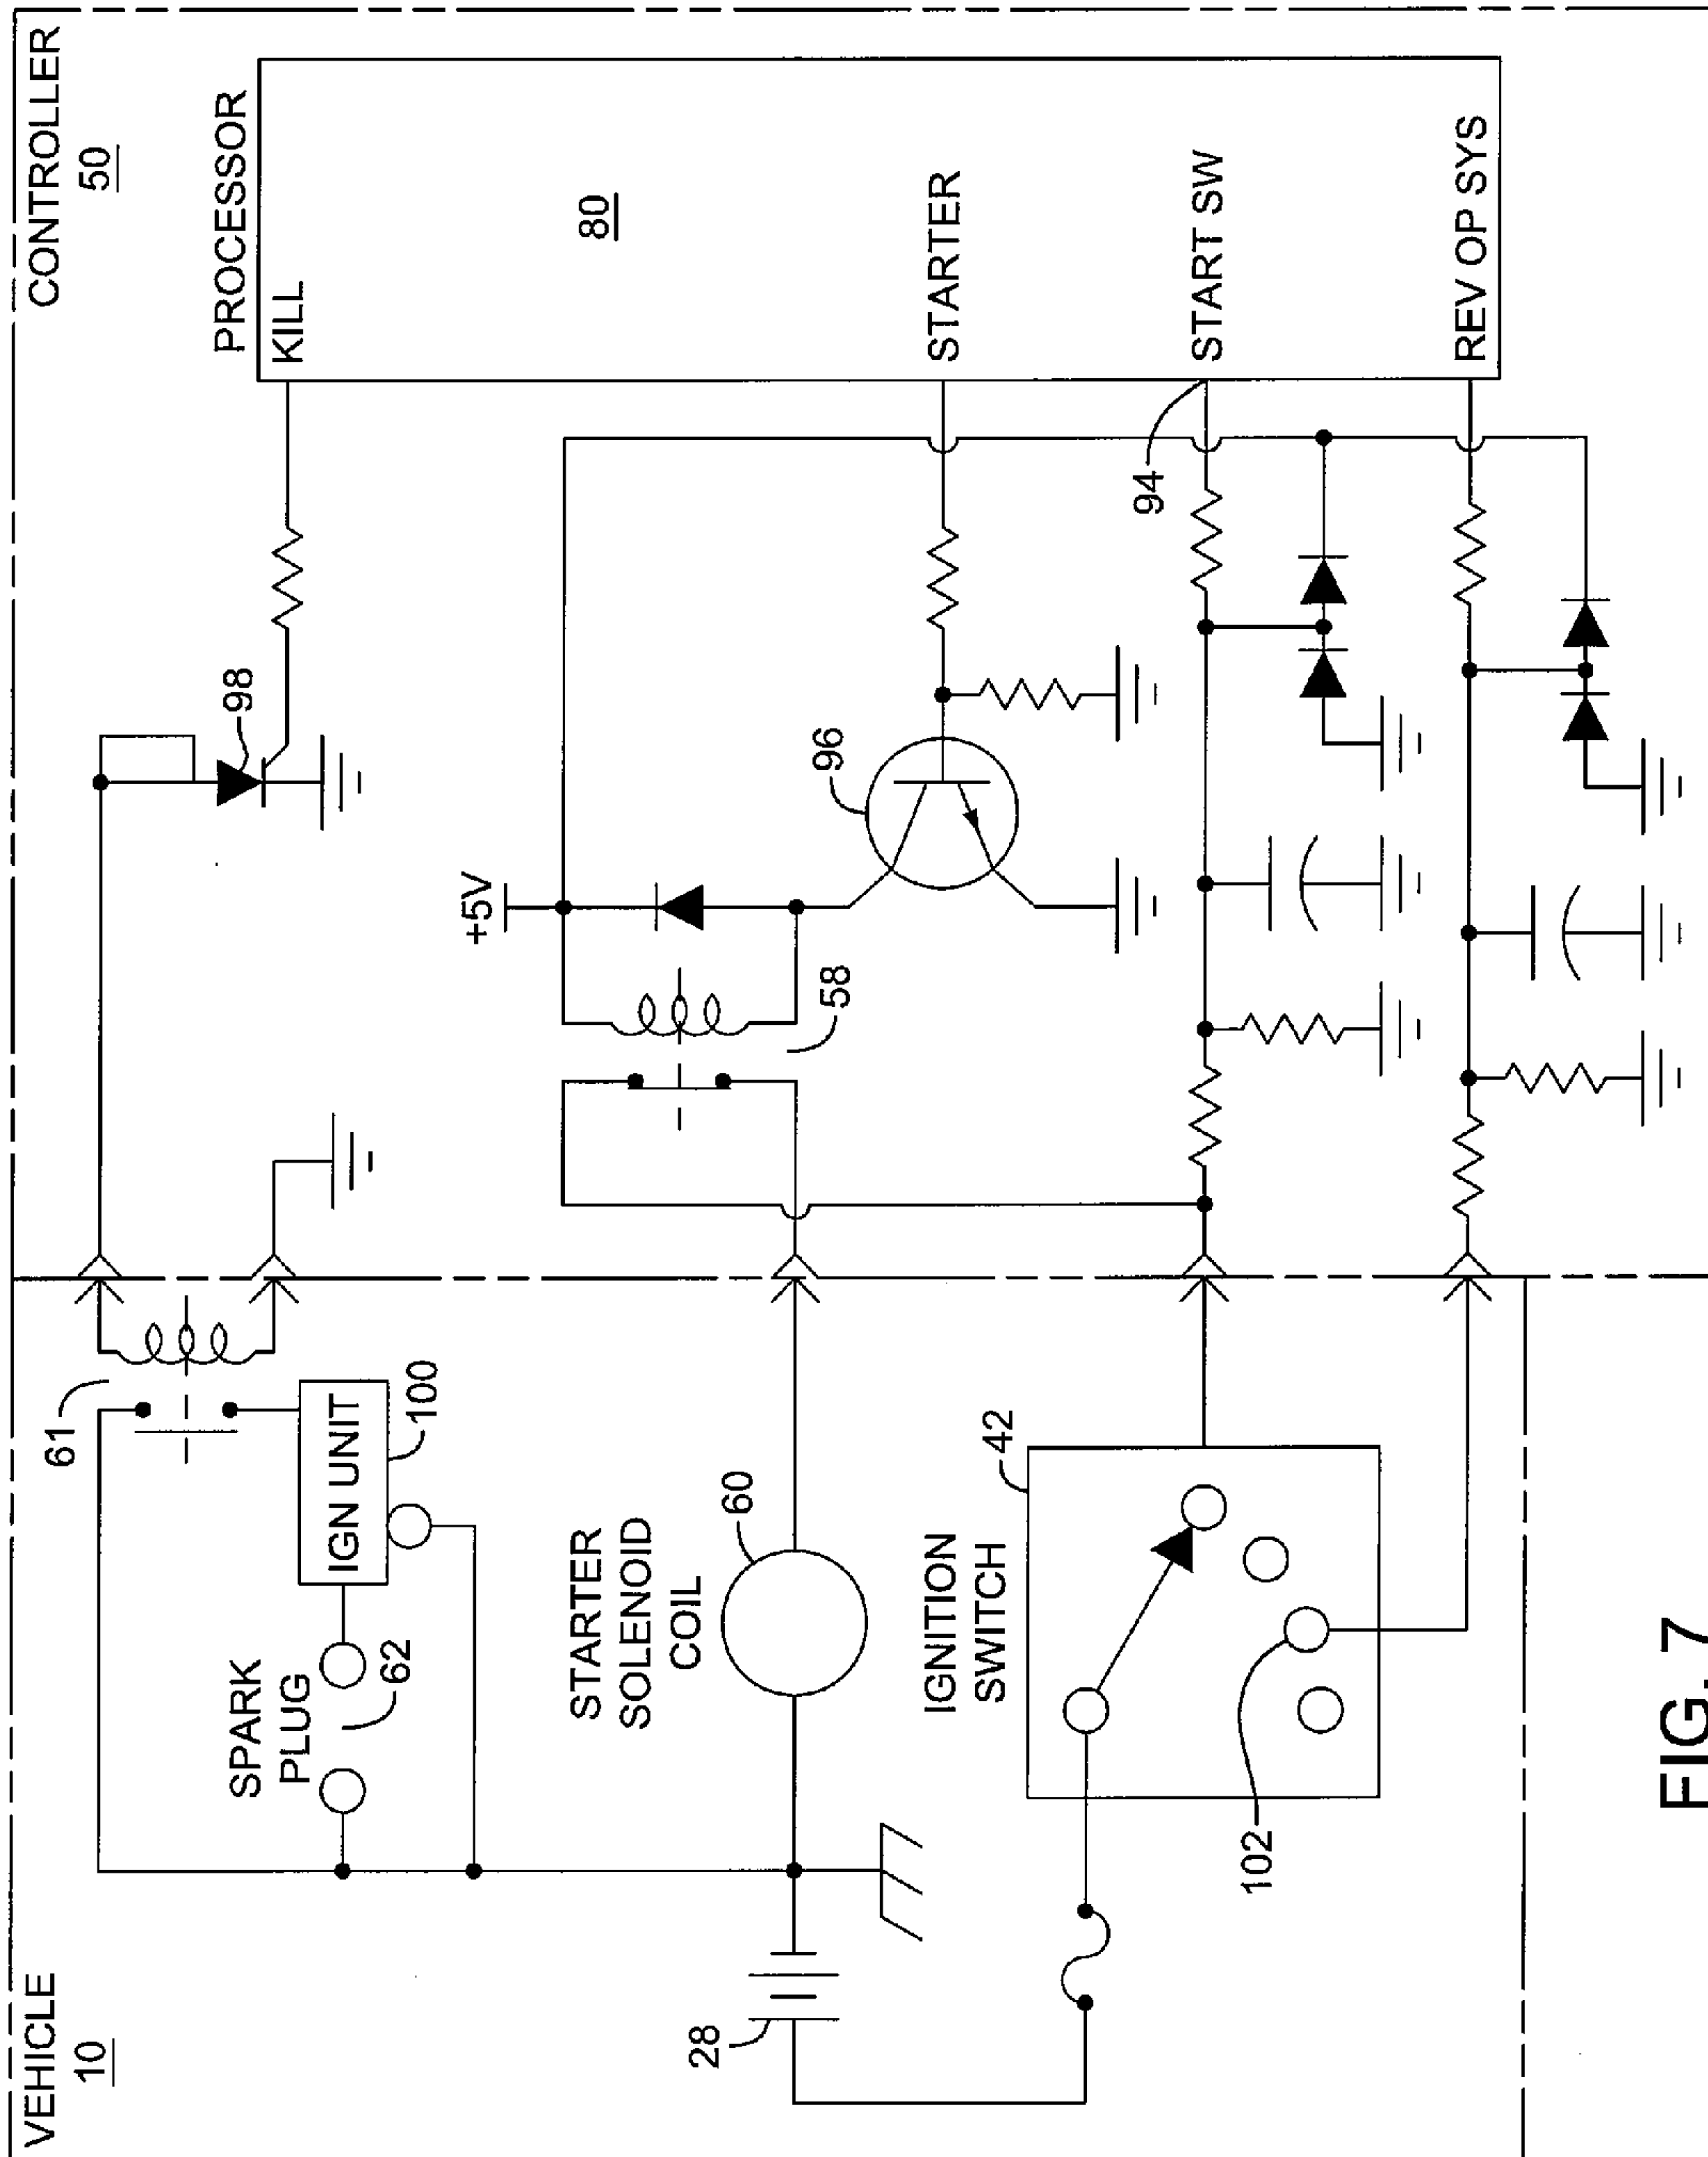 VEHICLE
10
CONTROLLER
50
61
SPARK
PLUG
62
IGN UNIT
100
98
PROCESSOR
KILL
80
STARTER
START SW
REV OP SYS
28
STARTER
SOLENOID
COIL
60
+5V
58
96
94
IGNITION
SWITCH
42
102
FIG. 7